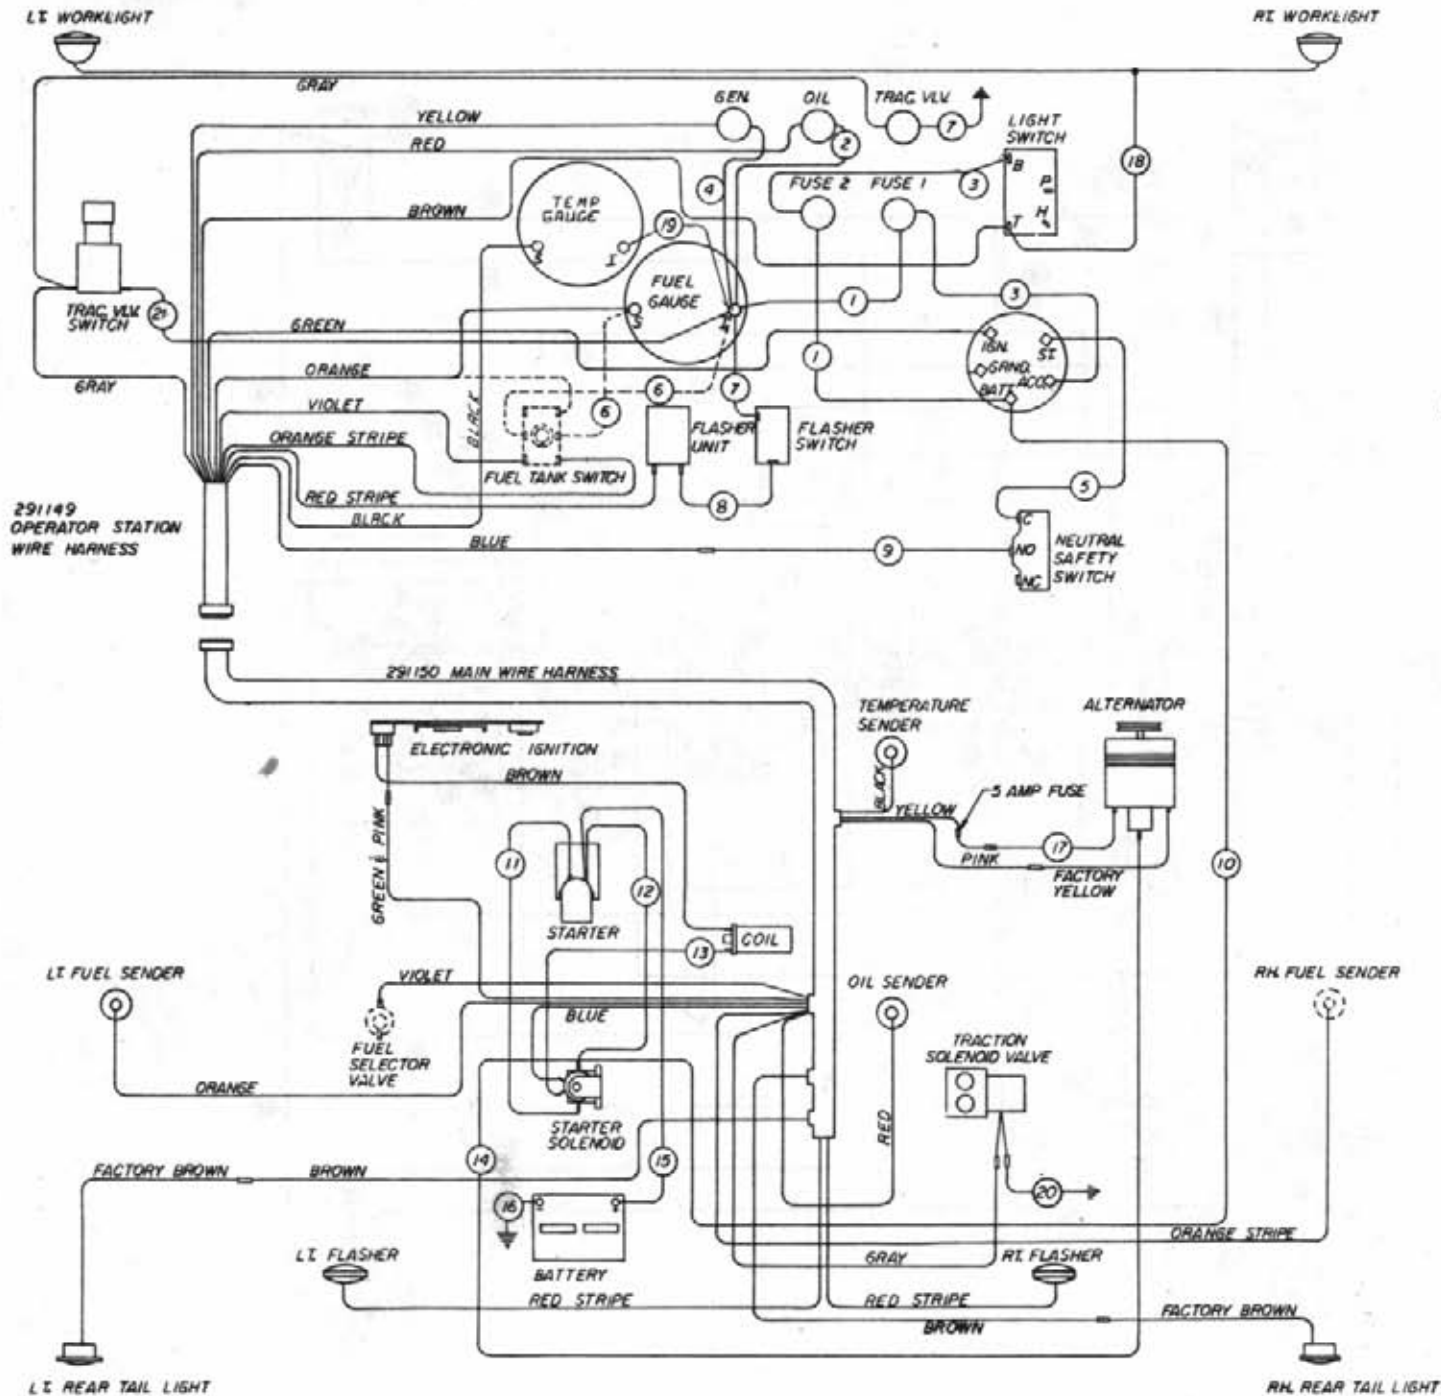 LT. WORKLIGHT
RT. WORKLIGHT
GRAY
YELLOW
GEN.
OIL
TRAC. VLV.
7
LIGHT
SWITCH
RED
2
18
B
P
H
T
3
4
FUSE 2
FUSE 1
TEMP
GAUGE
S
I
19
BROWN
FUEL
GAUGE
S
1
3
TRAC. VLV.
SWITCH
21
GREEN
IGN.
ST
GRND.
ACC
BATT.
1
GRAY
ORANGE
6
7
6
VIOLET
BLACK
FLASHER
UNIT
FLASHER
SWITCH
ORANGE STRIPE
FUEL TANK SWITCH
RED STRIPE
8
5
BLACK
291149
OPERATOR STATION
WIRE HARNESS
BLUE
9
C
NO
NC
NEUTRAL
SAFETY
SWITCH
291150 MAIN WIRE HARNESS
TEMPERATURE
SENDER
ALTERNATOR
ELECTRONIC IGNITION
BROWN
BLACK
5 AMP FUSE
YELLOW
GREEN & PINK
17
PINK
FACTORY
YELLOW
10
11
12
STARTER
13
COIL
LT. FUEL SENDER
VIOLET
OIL SENDER
RH. FUEL SENDER
BLUE
FUEL
SELECTOR
VALVE
TRACTION
SOLENOID VALVE
ORANGE
STARTER
SOLENOID
RED
14
15
FACTORY BROWN
BROWN
16
20
ORANGE STRIPE
LT. FLASHER
GRAY
RT. FLASHER
BATTERY
RED STRIPE
RED STRIPE
FACTORY BROWN
BROWN
LT. REAR TAIL LIGHT
RH. REAR TAIL LIGHT